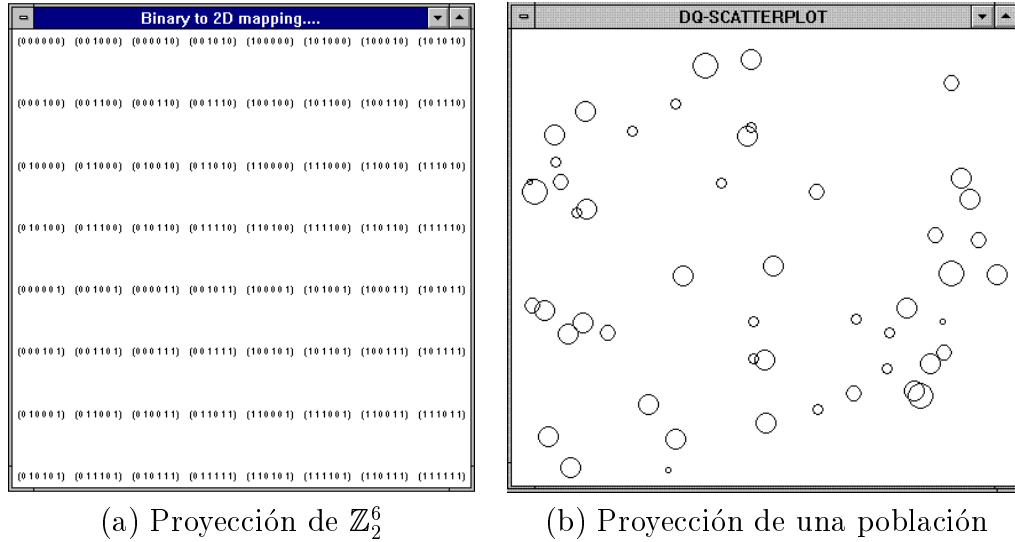 Binary to 2D mapping....
(000000) (001000) (000010) (001010) (100000) (101000) (100010) (101010)
(000100) (001100) (000110) (001110) (100100) (101100) (100110) (101110)
(010000) (011000) (010010) (011010) (110000) (111000) (110010) (111010)
(010100) (011100) (010110) (011110) (110100) (111100) (110110) (111110)
(000001) (001001) (000011) (001011) (100001) (101001) (100011) (101011)
(000101) (001101) (000111) (001111) (100101) (101101) (100111) (101111)
(010001) (011001) (010011) (011011) (110001) (111001) (110011) (111011)
(010101) (011101) (010111) (011111) (110101) (111101) (110111) (111111)
(a) Proyección de ℤ₂⁶
DQ-SCATTERPLOT
(b) Proyección de una población